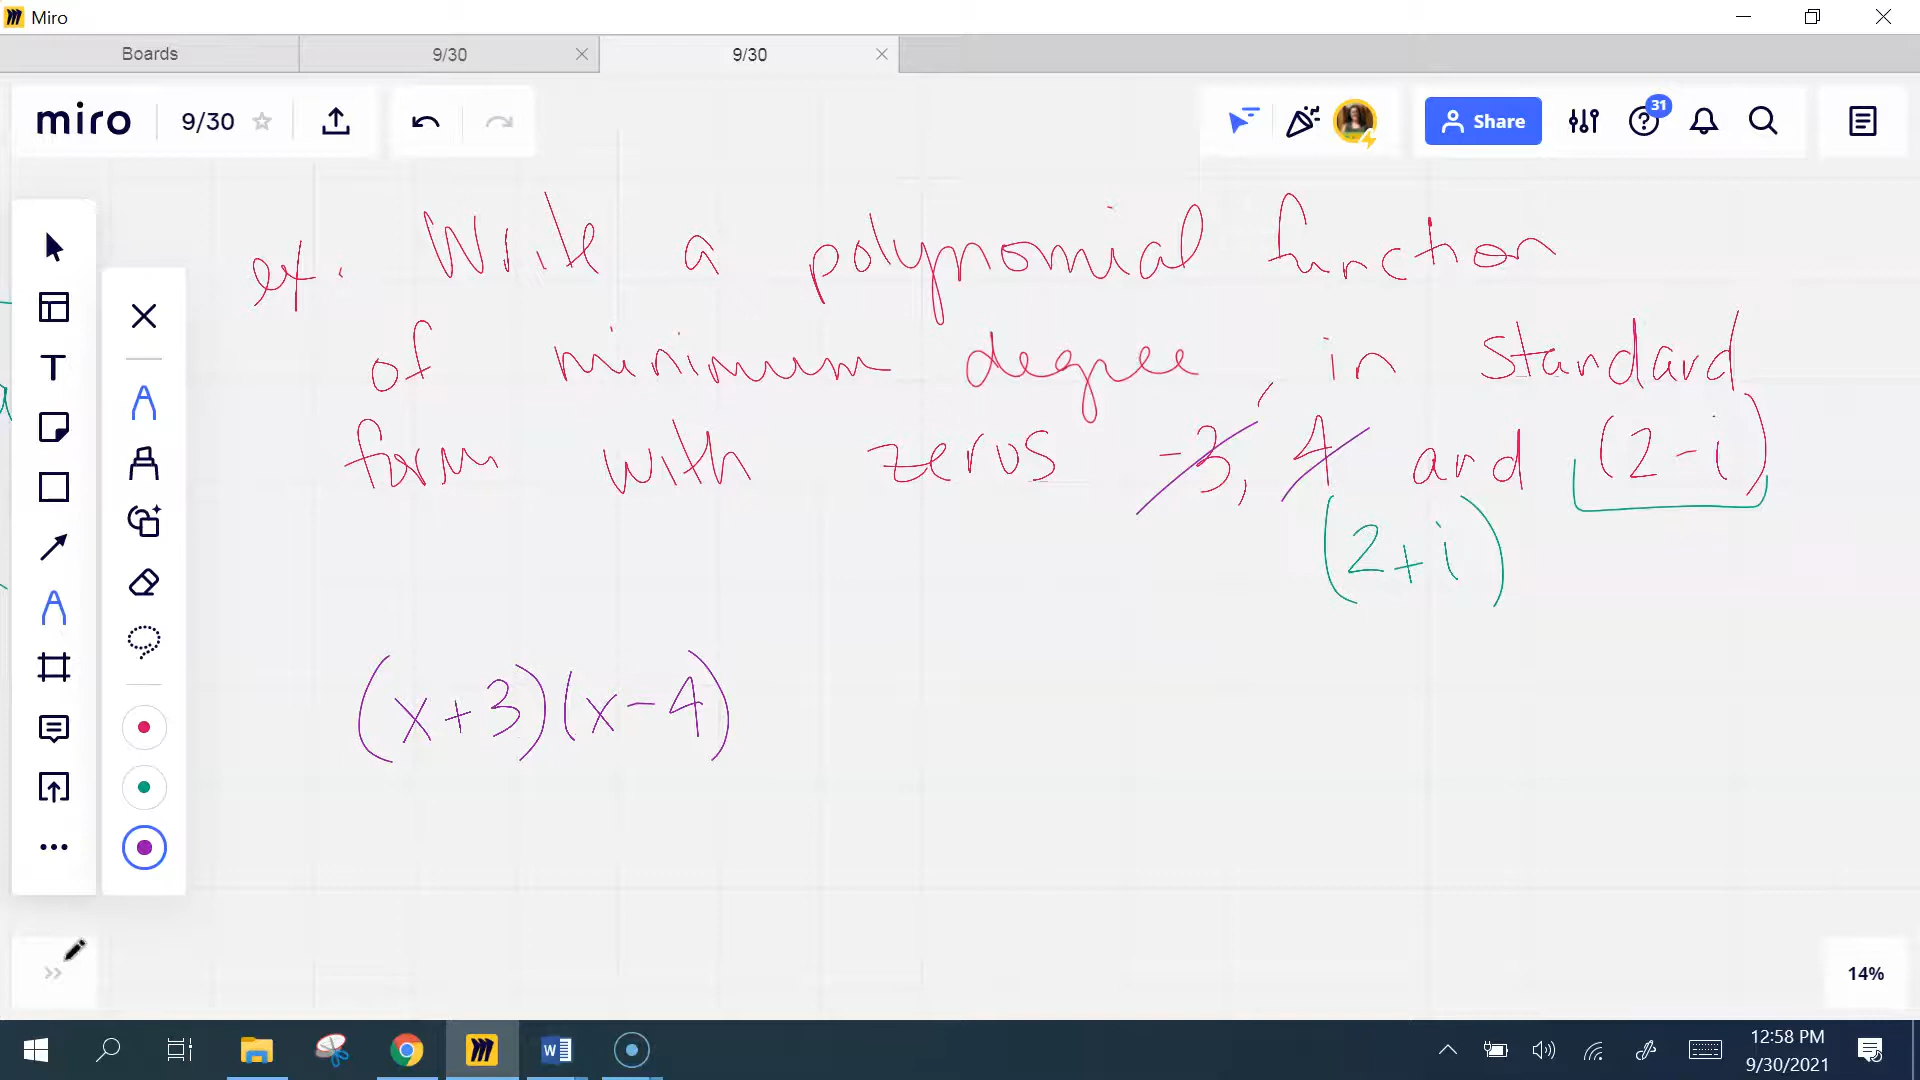 Miro
Boards
9/30
9/30
miro
9/30
Share
31
ex. Write a polynomial function
of minimum degree, in standard
form with zeros -3, 4 and (2-i)
(2+i)
(x+3)(x-4)
T
14%
12:58 PM
9/30/2021